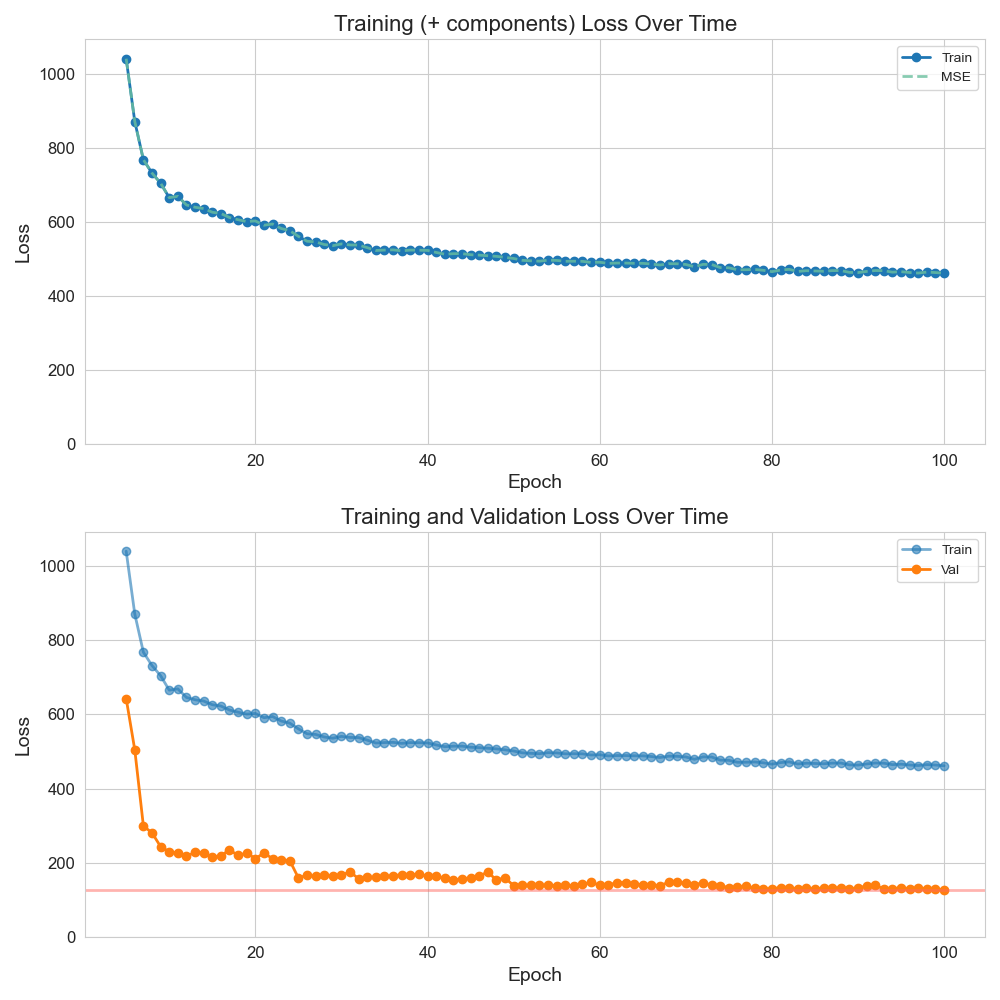 Training (+ components) Loss Over Time
Train
MSE
1000
800
600
400
200
0
Loss
20 40 60 80 100
Epoch
Training and Validation Loss Over Time
Train
Val
1000
800
600
400
200
0
Loss
20 40 60 80 100
Epoch